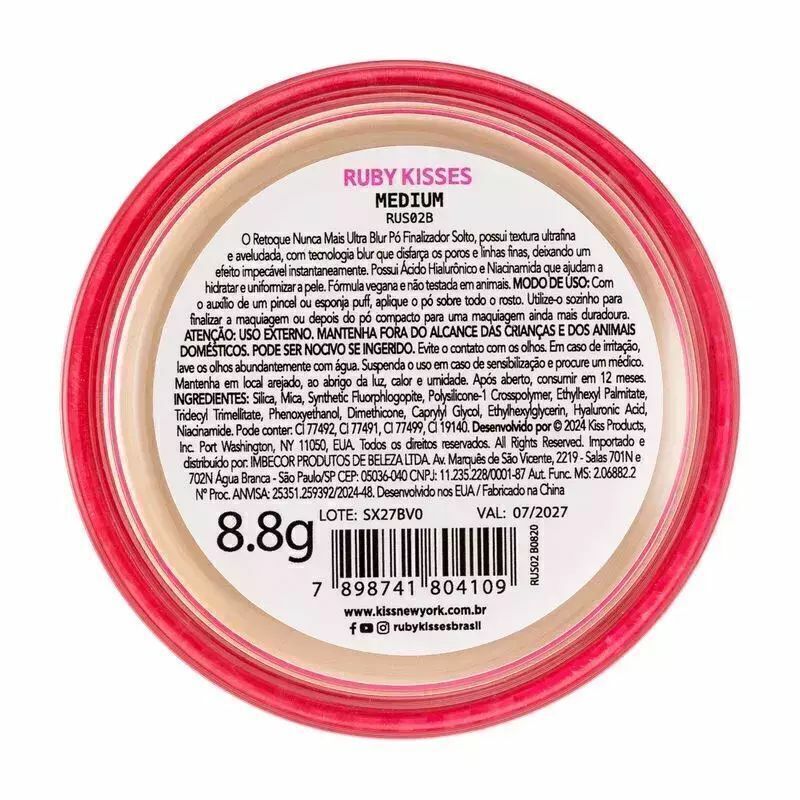 RUBY KISSES
MEDIUM
RUS02B
O Retoque Nunca Mais Ultra Blur Pó Finalizador Solto, possui textura ultrafina
e aveludada, com tecnologia blur que disfarça os poros e linhas finas, deixando um
efeito impecável instantaneamente. Possui Ácido Hialurônico e Niacinamida que ajudam a
hidratar e uniformizar a pele. Fórmula vegana e não testada em animais. MODO DE USO: Com
o auxílio de um pincel ou esponja puff, aplique o pó sobre todo o rosto. Utilize-o sozinho para
finalizar a maquiagem ou depois do pó compacto para uma maquiagem ainda mais duradoura.
ATENÇÃO: USO EXTERNO. MANTENHA FORA DO ALCANCE DAS CRIANÇAS E DOS ANIMAIS
DOMÉSTICOS. PODE SER NOCIVO SE INGERIDO. Evite o contato com os olhos. Em caso de irritação,
lave os olhos abundantemente com água. Suspenda o uso em caso de sensibilização e procure um médico.
Mantenha em local arejado, ao abrigo da luz, calor e umidade. Após aberto, consumir em 12 meses.
INGREDIENTES: Silica, Mica, Synthetic Fluorphlogopite, Polysilicone-1 Crosspolymer, Ethylhexyl Palmitate,
Tridecyl Trimellitate, Phenoxyethanol, Dimethicone, Caprylyl Glycol, Ethylhexylglycerin, Hyaluronic Acid,
Niacinamide. Pode conter: CI 77492, CI 77491, CI 77499, CI 19140. Desenvolvido por © 2024 Kiss Products,
Inc. Port Washington, NY 11050, EUA. Todos os direitos reservados. All Rights Reserved. Importado e
distribuído por: IMBECOR PRODUTOS DE BELEZA LTDA. Av. Marquês de São Vicente, 2219 - Salas 701N e
702N Água Branca - São Paulo/SP CEP: 05036-040 CNPJ: 11.235.228/0001-87 Aut. Func. MS: 2.06882.2
Nº Proc. ANVISA: 25351.259392/2024-48. Desenvolvido nos EUA / Fabricado na China
8.8g
LOTE: SX27BV0 VAL: 07/2027
7 898741 804109
RUS02 B0820
www.kissnewyork.com.br
rubykissesbrasil